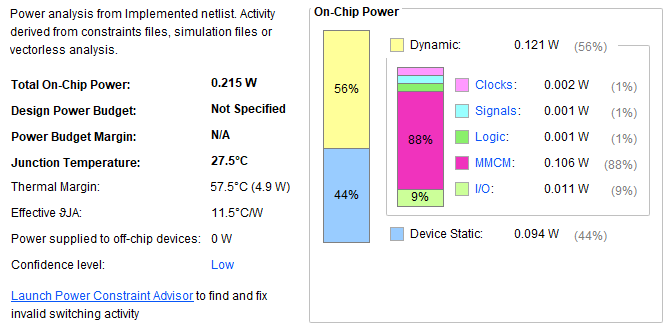 Power analysis from Implemented netlist. Activity
derived from constraints files, simulation files or
vectorless analysis.
Total On-Chip Power: 0.215 W
Design Power Budget: Not Specified
Power Budget Margin: N/A
Junction Temperature: 27.5°C
Thermal Margin: 57.5°C (4.9 W)
Effective ϑJA: 11.5°C/W
Power supplied to off-chip devices: 0 W
Confidence level: Low
Launch Power Constraint Advisor to find and fix
invalid switching activity
On-Chip Power
56%
44%
Dynamic: 0.121 W (56%)
88%
9%
Clocks: 0.002 W (1%)
Signals: 0.001 W (1%)
Logic: 0.001 W (1%)
MMCM: 0.106 W (88%)
I/O: 0.011 W (9%)
Device Static: 0.094 W (44%)